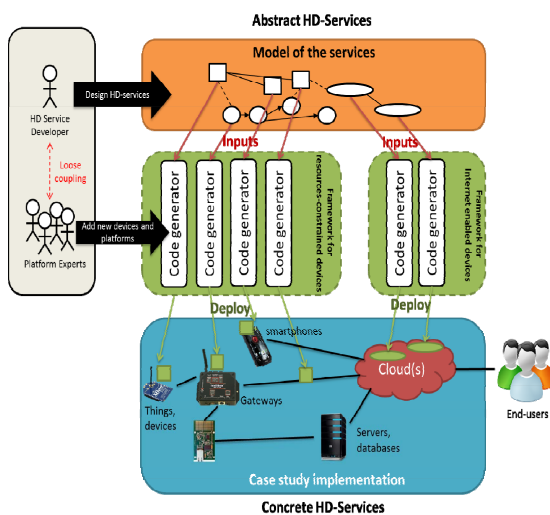 Abstract HD-Services
Model of the services
Design HD-services
HD Service
Developer
Loose
coupling
Platform Experts
Add new devices and
platforms
Inputs
Inputs
Code generator
Code generator
Code generator
Code generator
Framework for
resources-constrained devices
Code generator
Code generator
Framework for
Internet enabled devices
Deploy
Deploy
smartphones
Things,
devices
Gateways
Cloud(s)
Servers,
databases
End-users
Case study implementation
Concrete HD-Services